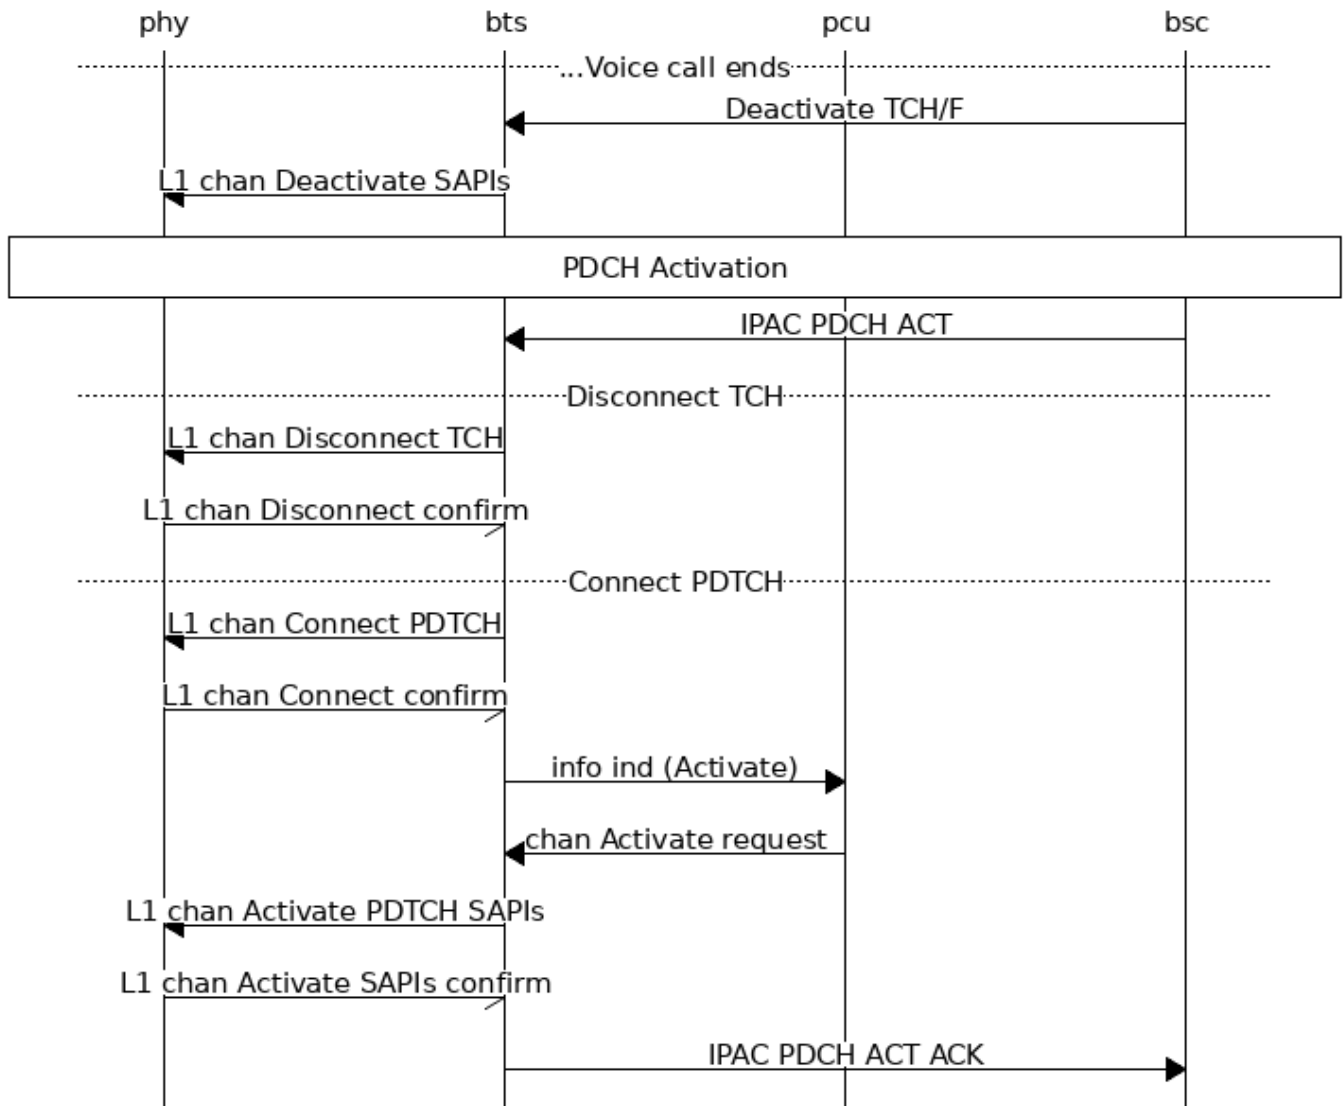 phy bts pcu bsc
...Voice call ends
Deactivate TCH/F
L1 chan Deactivate SAPIs
PDCH Activation
IPAC PDCH ACT
Disconnect TCH
L1 chan Disconnect TCH
L1 chan Disconnect confirm
Connect PDTCH
L1 chan Connect PDTCH
L1 chan Connect confirm
info ind (Activate)
chan Activate request
L1 chan Activate PDTCH SAPIs
L1 chan Activate SAPIs confirm
IPAC PDCH ACT ACK